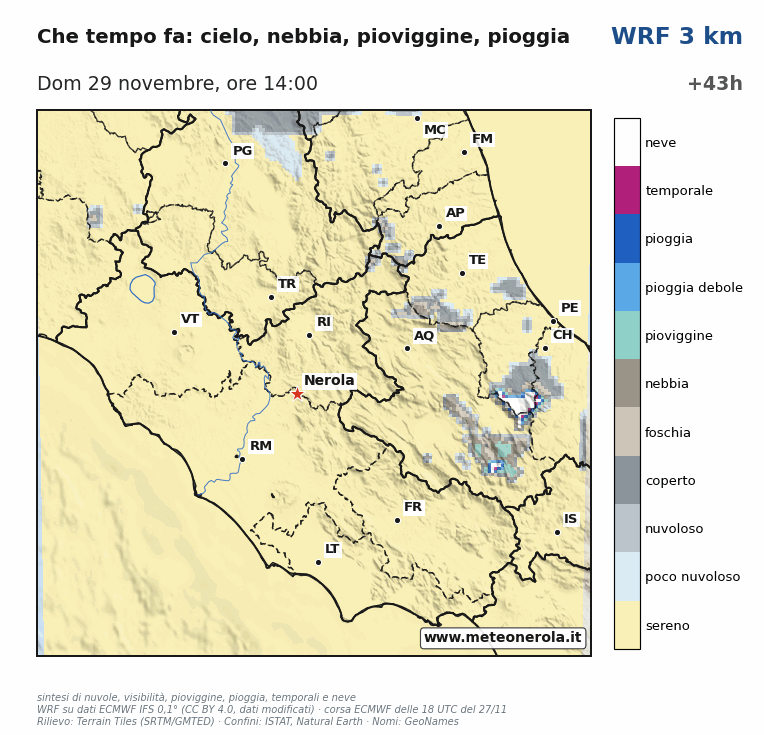 Che tempo fa: cielo, nebbia, pioviggine, pioggia
WRF 3 km
Dom 29 novembre, ore 14:00
+43h
MC
FM
PG
AP
TE
TR
PE
VT
RI
AQ
CH
Nerola
RM
FR
IS
LT
www.meteonerola.it
neve
temporale
pioggia
pioggia debole
pioviggine
nebbia
foschia
coperto
nuvoloso
poco nuvoloso
sereno
sintesi di nuvole, visibilità, pioviggine, pioggia, temporali e neve
WRF su dati ECMWF IFS 0,1° (CC BY 4.0, dati modificati) · corsa ECMWF delle 18 UTC del 27/11
Rilievo: Terrain Tiles (SRTM/GMTED) · Confini: ISTAT, Natural Earth · Nomi: GeoNames